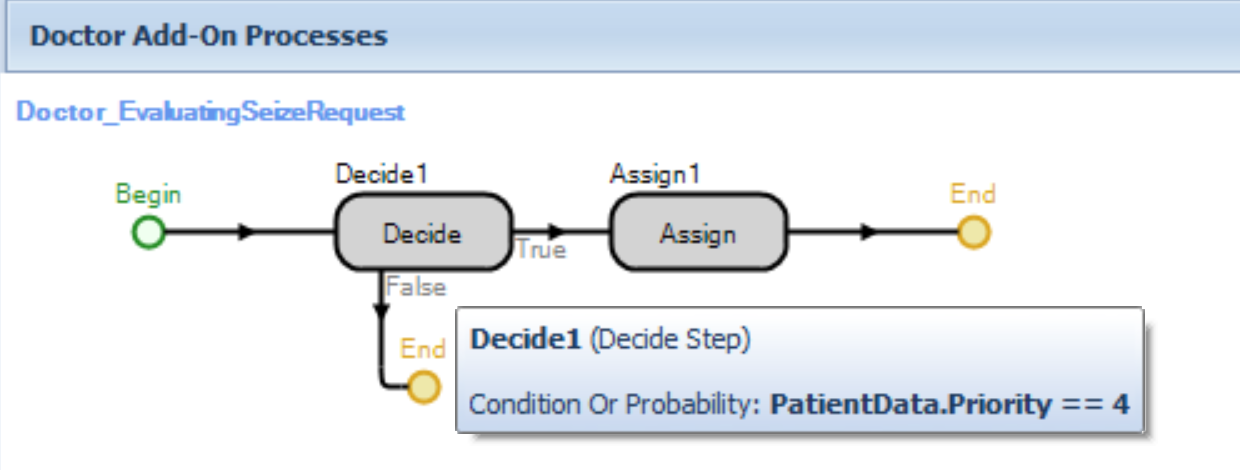 Doctor Add-On Processes
Doctor_EvaluatingSeizeRequest
Decide1
Assign1
Begin
End
Decide
Assign
True
False
End
Decide1 (Decide Step)
Condition Or Probability: PatientData.Priority == 4